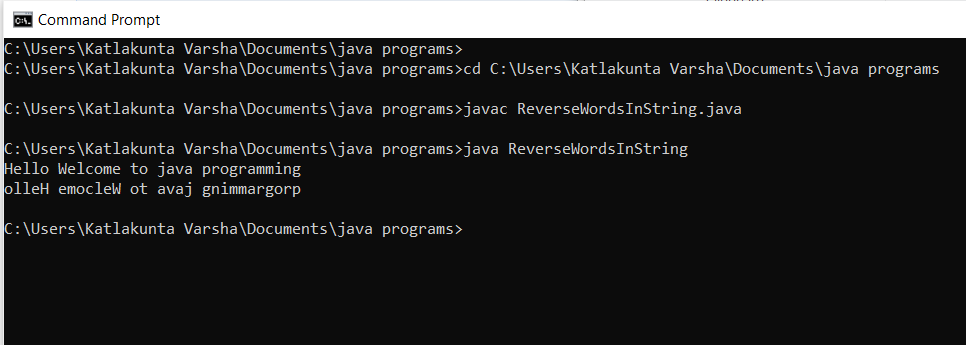 Command Prompt
C:\Users\Katlakunta Varsha\Documents\java programs>
C:\Users\Katlakunta Varsha\Documents\java programs>cd C:\Users\Katlakunta Varsha\Documents\java programs
C:\Users\Katlakunta Varsha\Documents\java programs>javac ReverseWordsInString.java
C:\Users\Katlakunta Varsha\Documents\java programs>java ReverseWordsInString
Hello Welcome to java programming
olleH emocleW ot avaj gnimmargorp
C:\Users\Katlakunta Varsha\Documents\java programs>